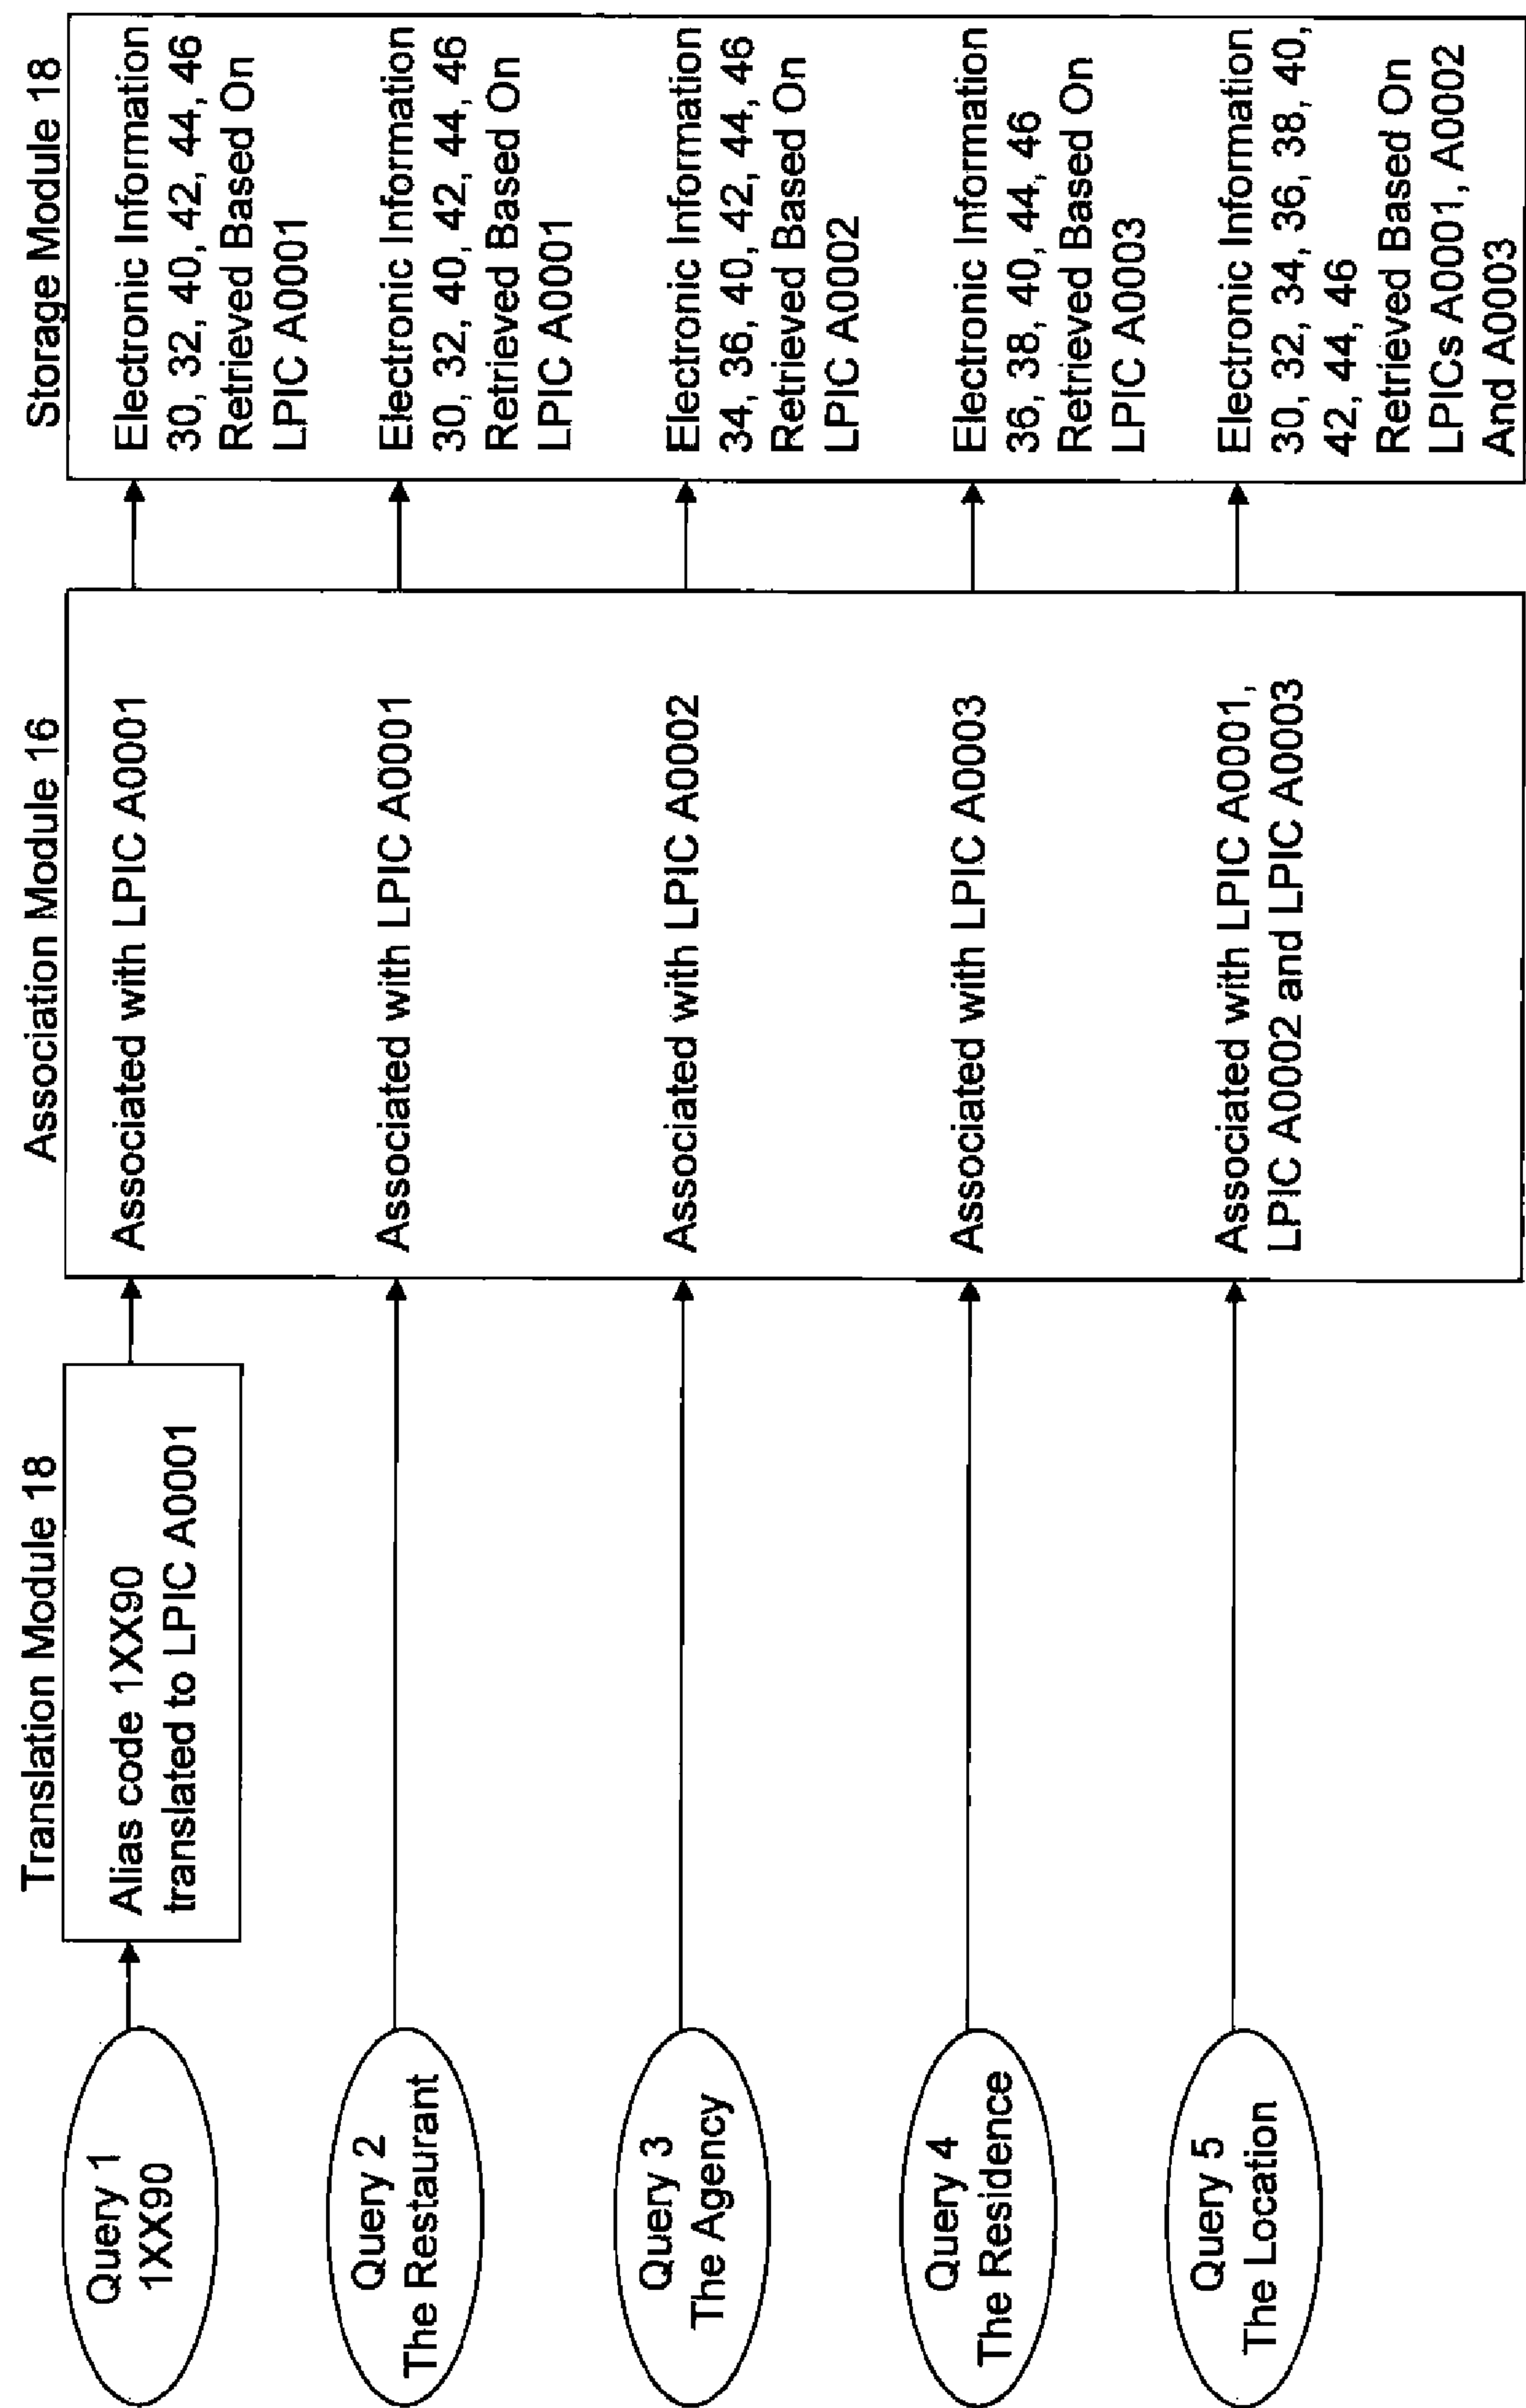 Translation Module 18
Association Module 16
Storage Module 18
Query 1
1XX90
Alias code 1XX90
translated to LPIC A0001
Associated with LPIC A0001
Electronic Information
30, 32, 40, 42, 44, 46
Retrieved Based On
LPIC A0001
Query 2
The Restaurant
Associated with LPIC A0001
Electronic Information
30, 32, 40, 42, 44, 46
Retrieved Based On
LPIC A0001
Query 3
The Agency
Associated with LPIC A0002
Electronic Information
34, 36, 40, 42, 44, 46
Retrieved Based On
LPIC A0002
Query 4
The Residence
Associated with LPIC A0003
Electronic Information
36, 38, 40, 44, 46
Retrieved Based On
LPIC A0003
Query 5
The Location
Associated with LPIC A0001,
LPIC A0002 and LPIC A0003
Electronic Information
30, 32, 34, 36, 38, 40,
42, 44, 46
Retrieved Based On
LPICs A0001, A0002
And A0003